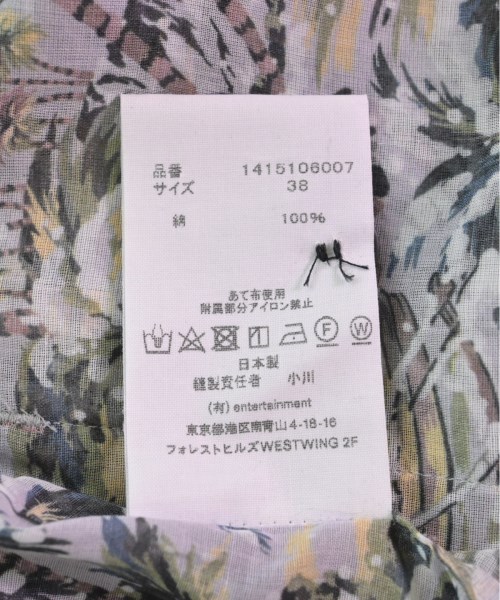 品番 1415106007
サイズ 38
綿 100%
あて布使用
附属部分アイロン禁止
F W
日本製
縫製責任者 小川
(有) entertainment
東京都港区南青山4-18-16
フォレストヒルズWESTWING 2F